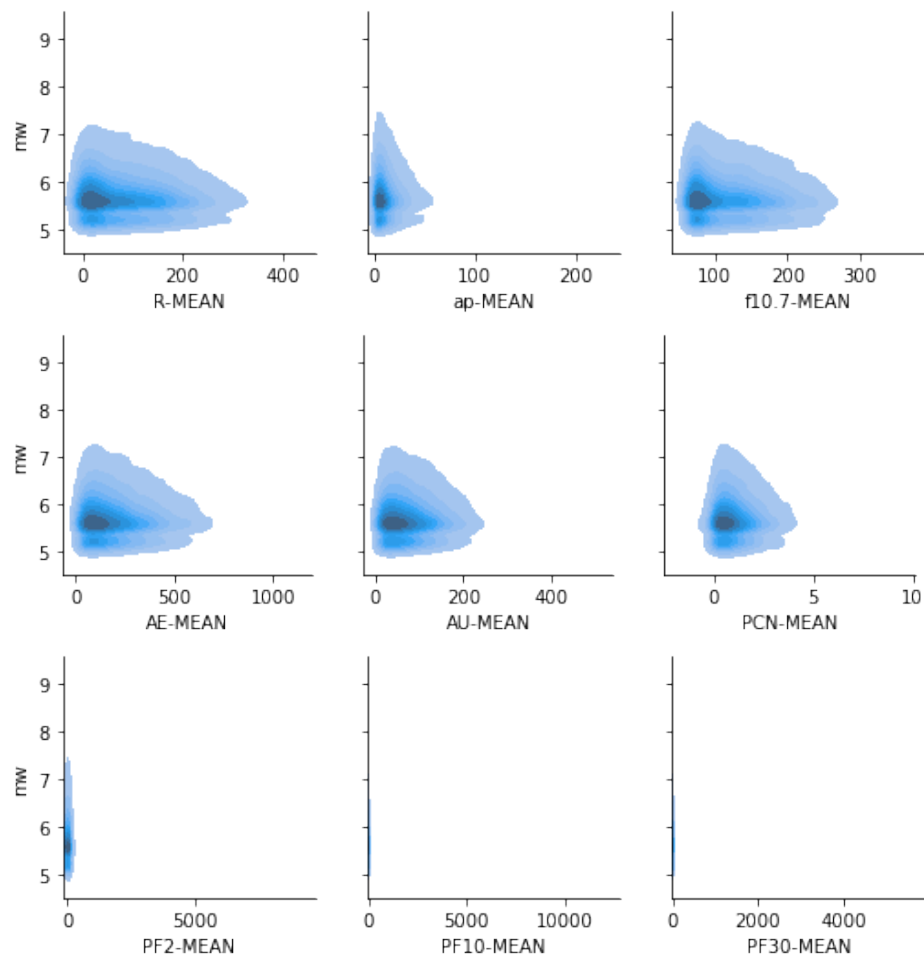 9
8
7
6
5
mw
0 200 400
R-MEAN
0 100 200
ap-MEAN
100 200 300
f10.7-MEAN
9
8
7
6
5
mw
0 500 1000
AE-MEAN
0 200 400
AU-MEAN
0 5 10
PCN-MEAN
9
8
7
6
5
mw
0 5000
PF2-MEAN
0 5000 10000
PF10-MEAN
0 2000 4000
PF30-MEAN